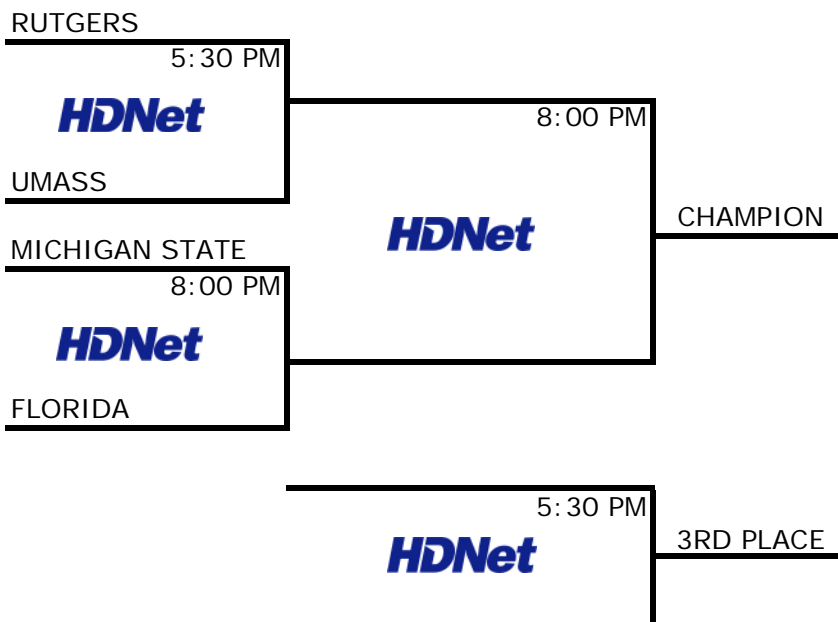 RUTGERS
5:30 PM
HDNet
UMASS
MICHIGAN STATE
8:00 PM
HDNet
FLORIDA
8:00 PM
HDNet
CHAMPION
5:30 PM
HDNet
3RD PLACE